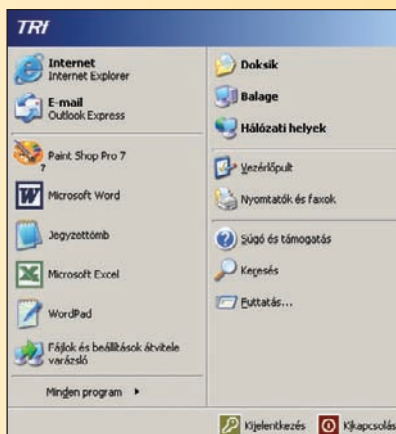 TRf
Internet
Internet Explorer
E-mail
Outlook Express
Paint Shop Pro 7
7
Microsoft Word
Jegyzettömb
Microsoft Excel
WordPad
Fájlok és beállítások átvitele
varázsló
Minden program
Doksik
Balage
Hálózati helyek
Vezérlőpult
Nyomtatók és faxok
Súgó és támogatás
Keresés
Futtatás...
Kijelentkezés
Kikapcsolás